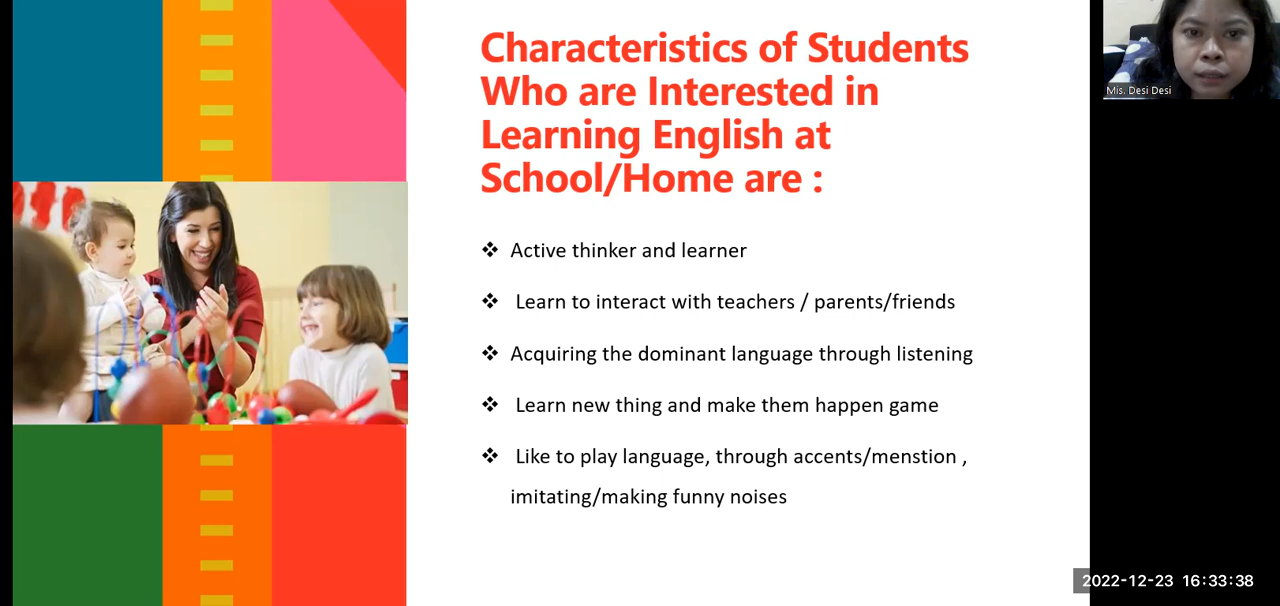 Characteristics of Students
Who are Interested in
Learning English at
School/Home are :
❖ Active thinker and learner
❖ Learn to interact with teachers / parents/friends
❖ Acquiring the dominant language through listening
❖ Learn new thing and make them happen game
❖ Like to play language, through accents/menstion ,
imitating/making funny noises
Mis. Desi Desi
2022-12-23 16:33:38